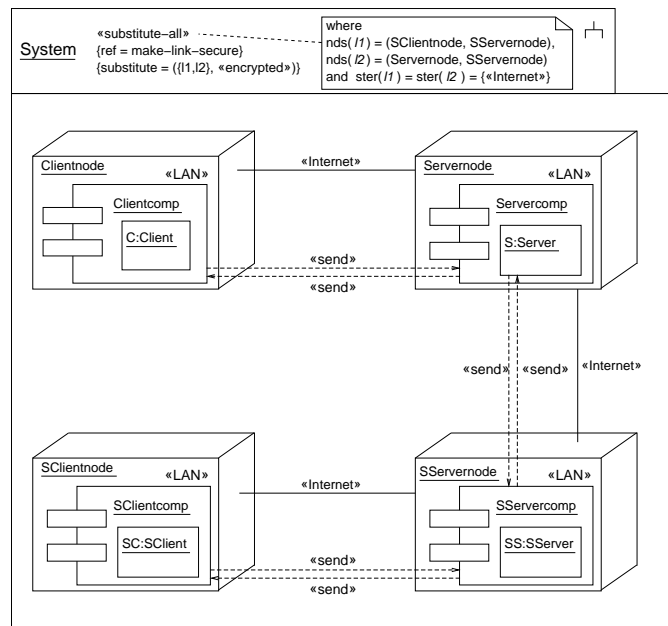 System
«substitute−all»
{ref = make−link−secure}
{substitute = ({l1,l2}, «encrypted»)}
where
nds(l1) = (SClientnode, SServernode),
nds(l2) = (Servernode, SServernode)
and ster(l1) = ster(l2) = {«Internet»}
Clientnode
«LAN»
Clientcomp
C:Client
«Internet»
Servernode
«LAN»
Servercomp
S:Server
«send»
«send»
«send»
«send»
«Internet»
SClientnode
«LAN»
SClientcomp
SC:SClient
«Internet»
SServernode
«LAN»
SServercomp
SS:SServer
«send»
«send»